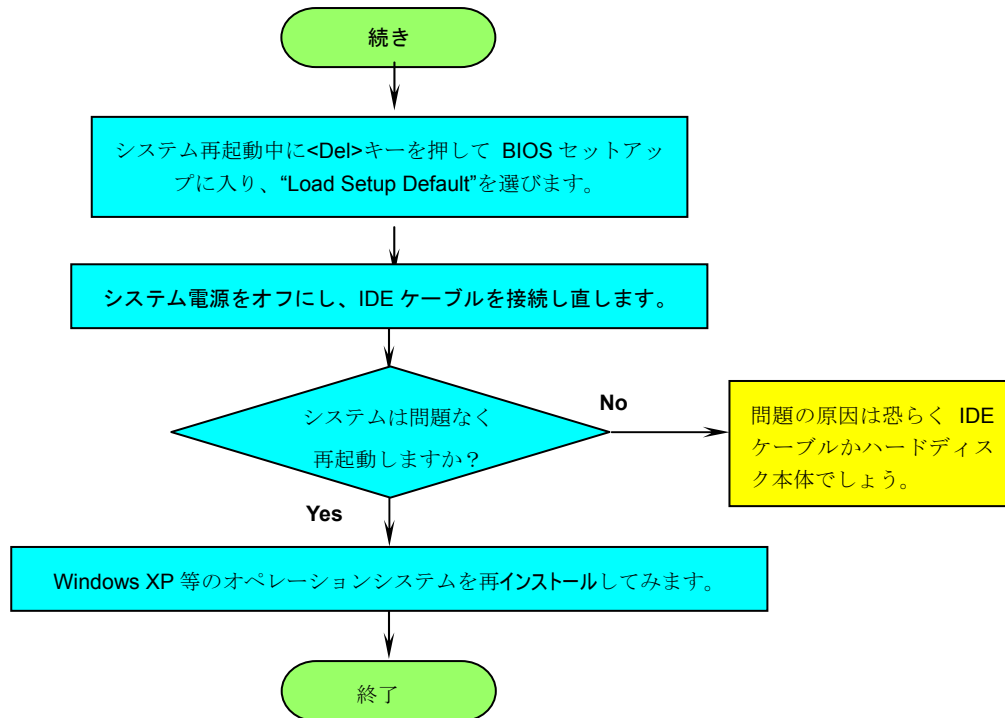 続き
システム再起動中に<Del>キーを押して BIOS セットアッ
プに入り、“Load Setup Default”を選びます。
システム電源をオフにし、IDE ケーブルを接続し直します。
システムは問題なく
再起動しますか？
No
問題の原因は恐らく IDE
ケーブルかハードディス
ク本体でしょう。
Yes
Windows XP 等のオペレーションシステムを再インストールしてみます。
終了